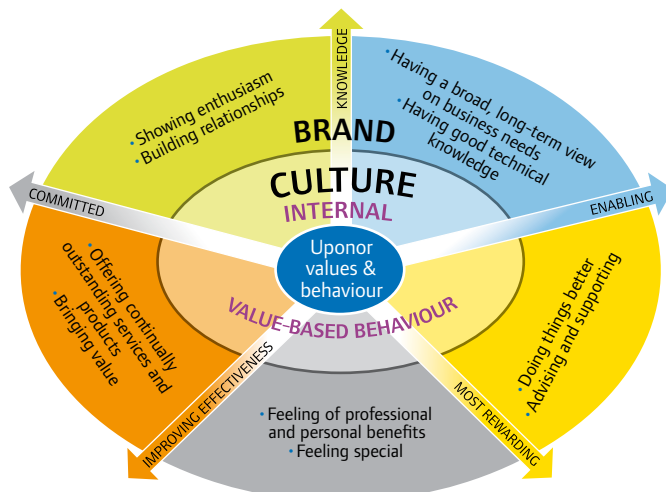 KNOWLEDGE
• Showing enthusiasm
• Building relationships
• Having a broad, long-term view
on business needs
• Having good technical
knowledge
BRAND
CULTURE
INTERNAL
COMMITTED
ENABLING
Uponor
values &
behaviour
• Offering continually
outstanding services and
products
• Bringing value
• Doing things better
• Advising and supporting
VALUE-BASED BEHAVIOUR
IMPROVING EFFECTIVENESS
MOST REWARDING
• Feeling of professional
and personal benefits
• Feeling special